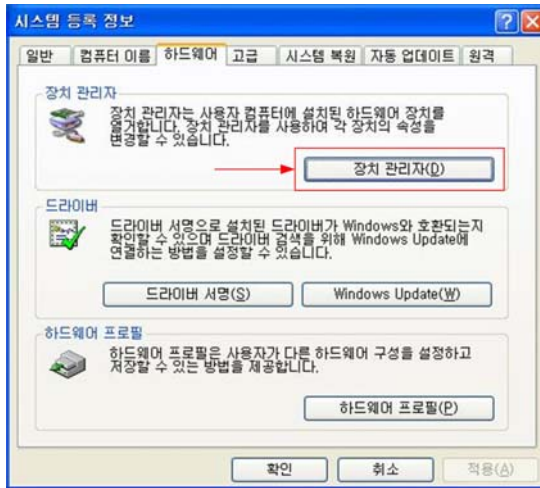 시스템 등록 정보
일반 컴퓨터 이름 하드웨어 고급 시스템 복원 자동 업데이트 원격
장치 관리자
장치 관리자는 사용자 컴퓨터에 설치된 하드웨어 장치를
열거합니다. 장치 관리자를 사용하여 각 장치의 속성을
변경할 수 있습니다.
장치 관리자(D)
드라이버
드라이버 서명으로 설치된 드라이버가 Windows와 호환되는지
확인할 수 있으며 드라이버 검색을 위해 Windows Update에
연결하는 방법을 설정할 수 있습니다.
드라이버 서명(S) Windows Update(W)
하드웨어 프로필
하드웨어 프로필은 사용자가 다른 하드웨어 구성을 설정하고
저장할 수 있는 방법을 제공합니다.
하드웨어 프로필(P)
확인 취소 적용(A)